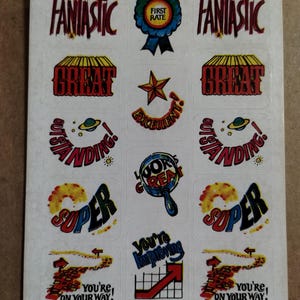 FANTASTIC
FIRST
RATE
FANTASTIC
GREAT
EXCELLENT!
GREAT
OUTSTANDING!
LOOKS
GREAT
OUTSTANDING!
SUPER
SUPER
YOU'RE
Improving
YOU'RE
ON YOUR WAY!
YOU'RE
ON YOUR WAY!